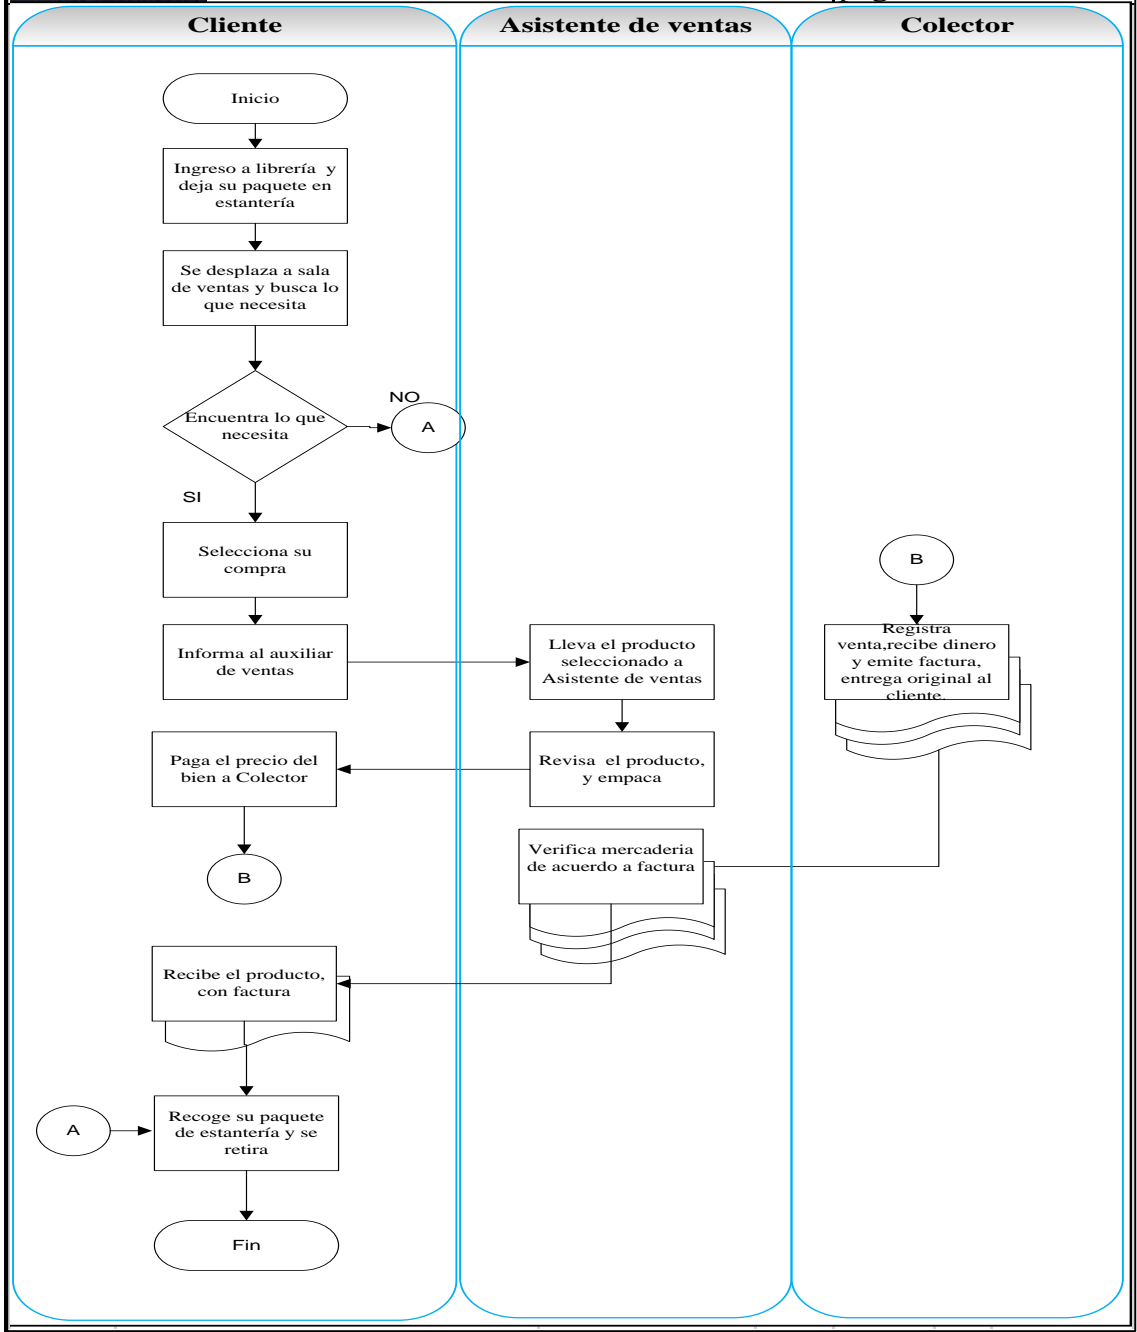 Cliente
Asistente de ventas
Colector
Inicio
Ingreso a librería y
deja su paquete en
estantería
Se desplaza a sala
de ventas y busca lo
que necesita
Encuentra lo que
necesita
NO
A
SI
Selecciona su
compra
Informa al auxiliar
de ventas
Lleva el producto
seleccionado a
Asistente de ventas
B
Registra
venta,recibe dinero
y emite factura,
entrega original al
cliente.
Paga el precio del
bien a Colector
Revisa el producto,
y empaca
B
Verifica mercaderia
de acuerdo a factura
Recibe el producto,
con factura
A
Recoge su paquete
de estantería y se
retira
Fin